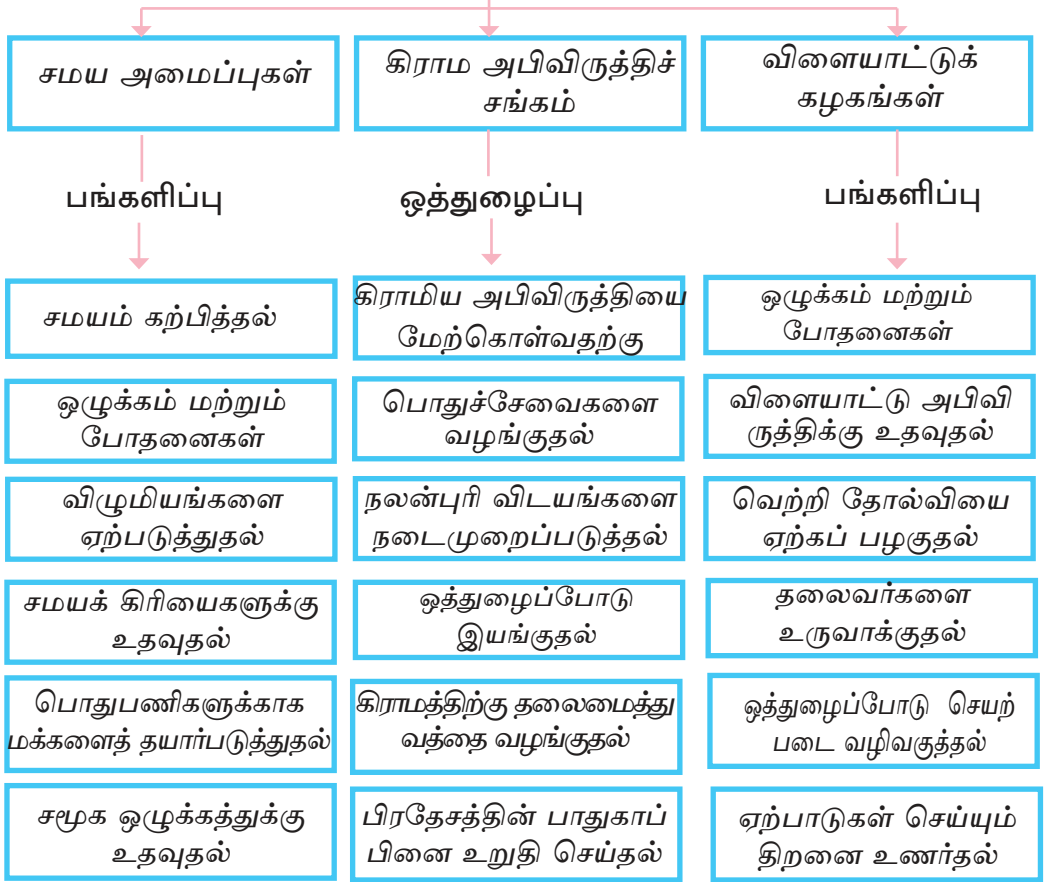 சமய அமைப்புகள்
கிராம அபிவிருத்திச்
சங்கம்
விளையாட்டுக்
கழகங்கள்
பங்களிப்பு
ஒத்துழைப்பு
பங்களிப்பு
சமயம் கற்பித்தல்
ஒழுக்கம் மற்றும்
போதனைகள்
விழுமியங்களை
ஏற்படுத்துதல்
சமயக் கிரியைகளுக்கு
உதவுதல்
பொதுபணிகளுக்காக
மக்களைத் தயார்படுத்துதல்
சமூக ஒழுக்கத்துக்கு
உதவுதல்
கிராமிய அபிவிருத்தியை
மேற்கொள்வதற்கு
பொதுச்சேவைகளை
வழங்குதல்
நலன்புரி விடயங்களை
நடைமுறைப்படுத்தல்
ஒத்துழைப்போடு
இயங்குதல்
கிராமத்திற்கு தலைமைத்து
வத்தை வழங்குதல்
பிரதேசத்தின் பாதுகாப்
பினை உறுதி செய்தல்
ஒழுக்கம் மற்றும்
போதனைகள்
விளையாட்டு அபிவி
ருத்திக்கு உதவுதல்
வெற்றி தோல்வியை
ஏற்கப் பழகுதல்
தலைவர்களை
உருவாக்குதல்
ஒத்துழைப்போடு செயற்
படை வழிவகுத்தல்
ஏற்பாடுகள் செய்யும்
திறனை உணர்தல்